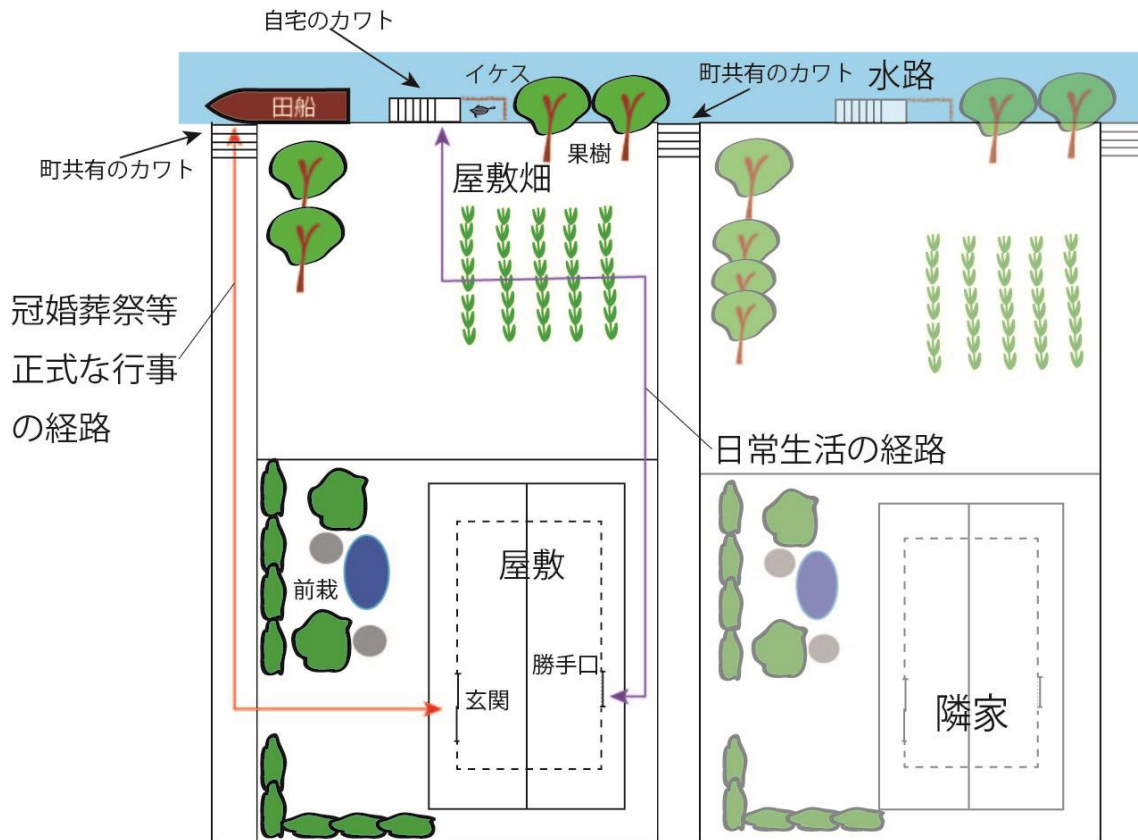 自宅のカワト
イケス
町共有のカワト
水路
田船
町共有のカワト
果樹
屋敷畑
冠婚葬祭等
正式な行事
の経路
日常生活の経路
屋敷
前栽
勝手口
玄関
隣家